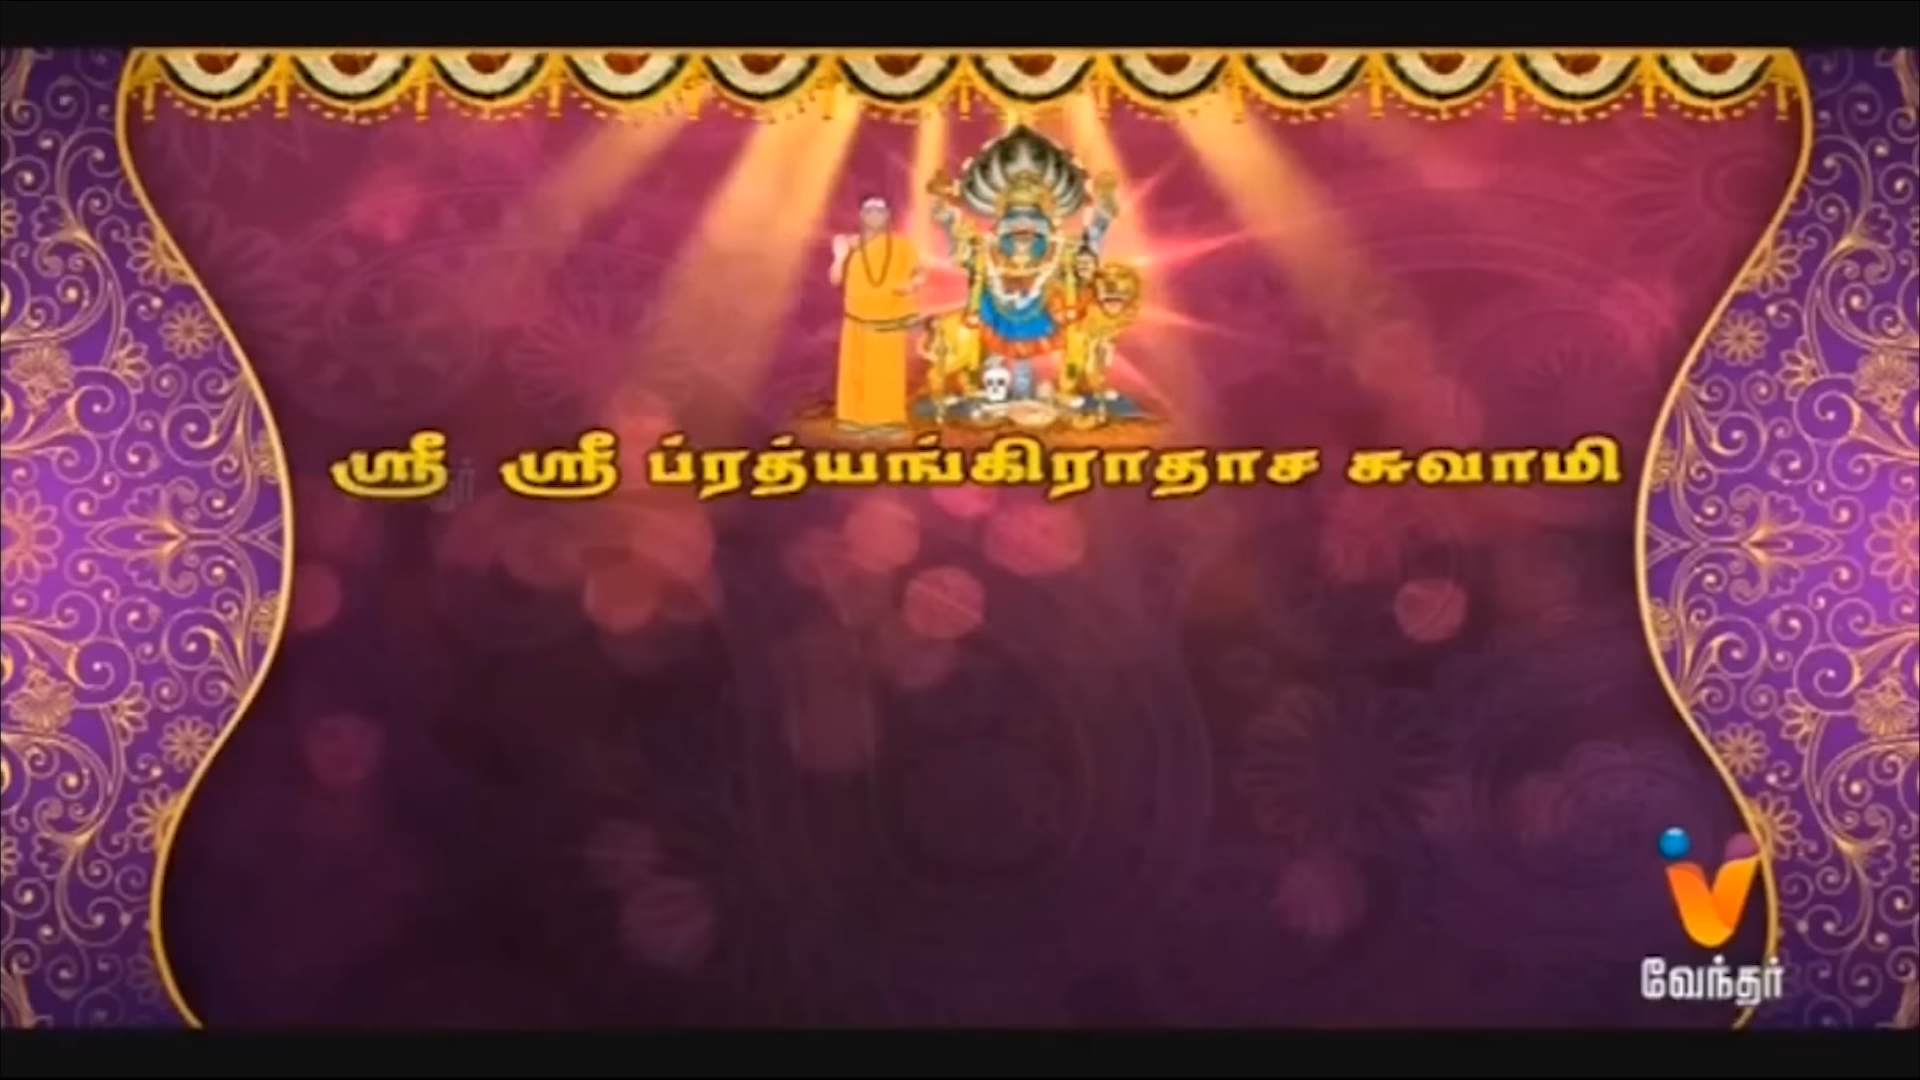 ஸ்ரீ ஸ்ரீ ப்ரத்யங்கிராதாச சுவாமி
வேந்தர்